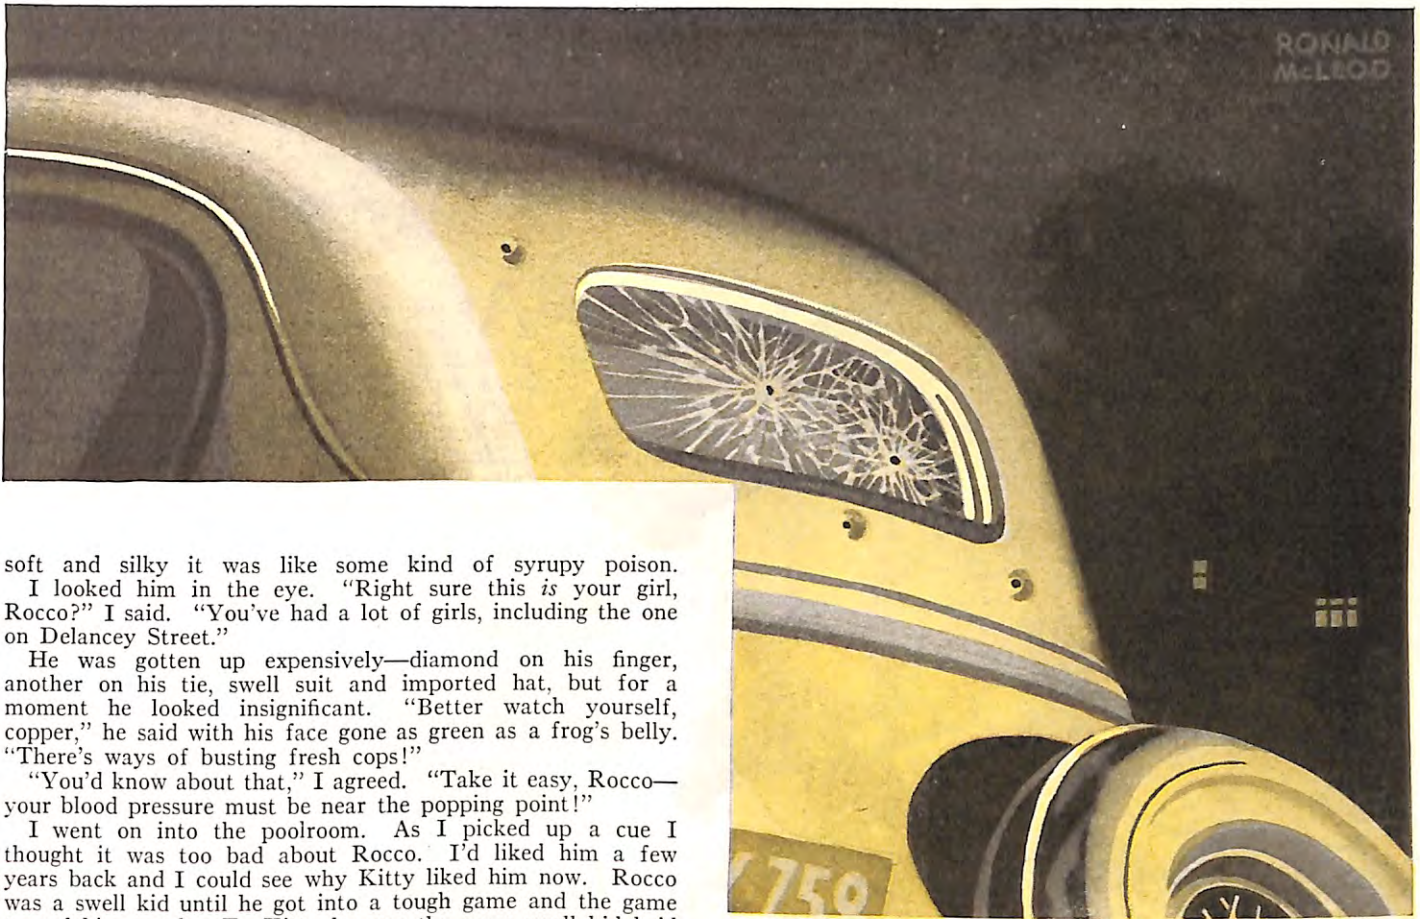 RONALD
McLEOD
soft and silky it was like some kind of syrupy poison.
I looked him in the eye. “Right sure this is your girl,
Rocco?” I said. “You’ve had a lot of girls, including the one
on Delancey Street.”
He was gotten up expensively—diamond on his finger,
another on his tie, swell suit and imported hat, but for a
moment he looked insignificant. “Better watch yourself,
copper,” he said with his face gone as green as a frog’s belly.
“There’s ways of busting fresh cops!”
“You’d know about that,” I agreed. “Take it easy, Rocco—
your blood pressure must be near the popping point!”
I went on into the poolroom. As I picked up a cue I
thought it was too bad about Rocco. I’d liked him a few
years back and I could see why Kitty liked him now. Rocco
was a swell kid until he got into a tough game and the game
759